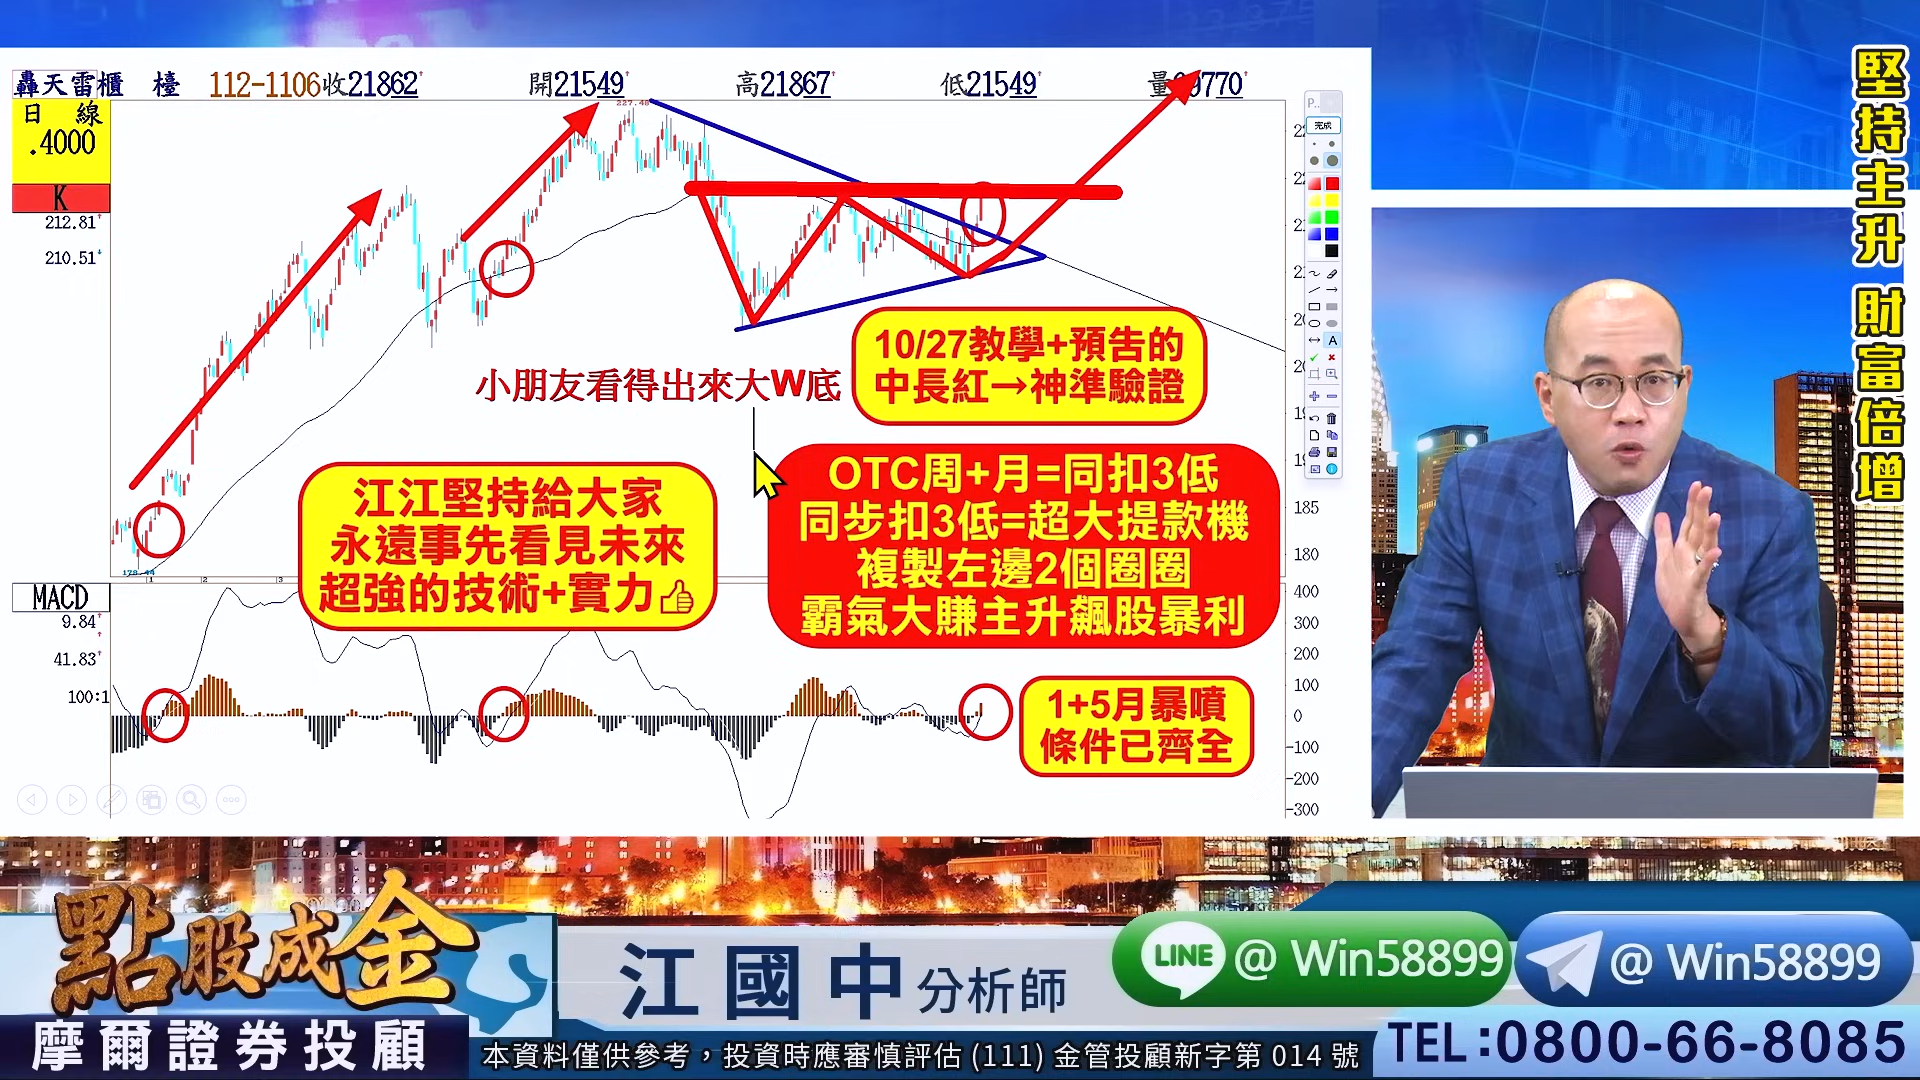 轟天雷櫃 檯 112-1106收21862 開21549 高21867 低21549
日 線
.4000
K
212.81
210.51
227.48
178.44
1 2 3
185
180
小朋友看得出來大W底
10/27教學+預告的
中長紅→神準驗證
江江堅持給大家
永遠事先看見未來
超強的技術+實力👍
OTC周+月=同扣3低
同步扣3低=超大提款機
複製左邊2個圈圈
霸氣大賺主升飆股暴利
1+5月暴噴
條件已齊全
MACD
9.84
41.83
100:1
400
300
200
100
0
-100
-200
-300
P..
完成
A
堅持主升 財富倍增
點股成金
摩爾證券投顧
江國中 分析師
LINE @ Win58899
@ Win58899
TEL:0800-66-8085
本資料僅供參考，投資時應審慎評估 (111) 金管投顧新字第 014 號